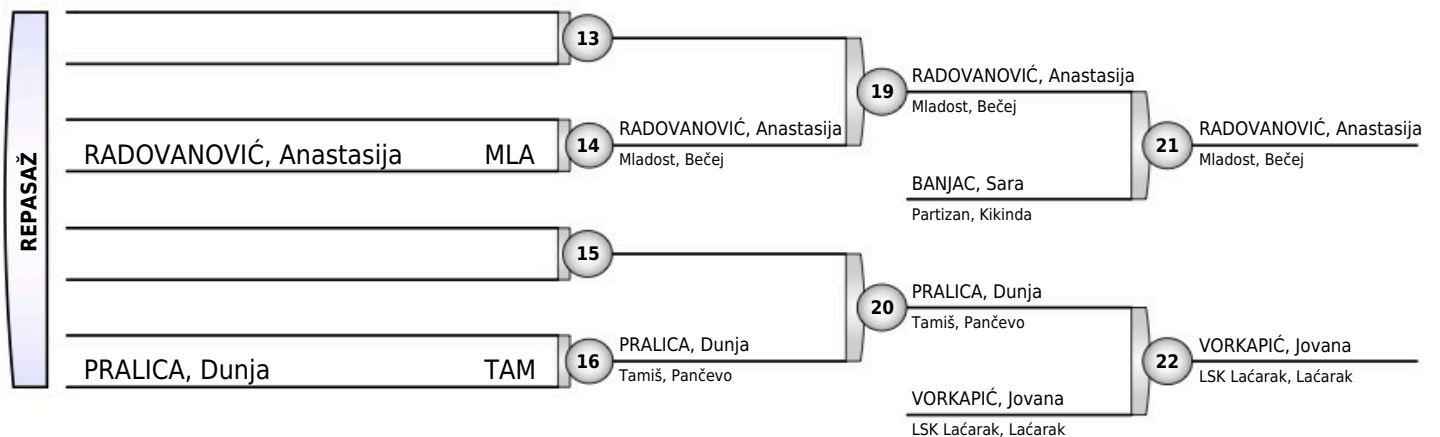 REPASAŽ
13
RADOVANOVIĆ, Anastasija MLA
14
RADOVANOVIĆ, Anastasija
Mladost, Bečej
15
PRALICA, Dunja TAM
16
PRALICA, Dunja
Tamiš, Pančevo
19
RADOVANOVIĆ, Anastasija
Mladost, Bečej
BANJAC, Sara
Partizan, Kikinda
20
PRALICA, Dunja
Tamiš, Pančevo
VORKAPIĆ, Jovana
LSK Laćarak, Laćarak
21
RADOVANOVIĆ, Anastasija
Mladost, Bečej
22
VORKAPIĆ, Jovana
LSK Laćarak, Laćarak